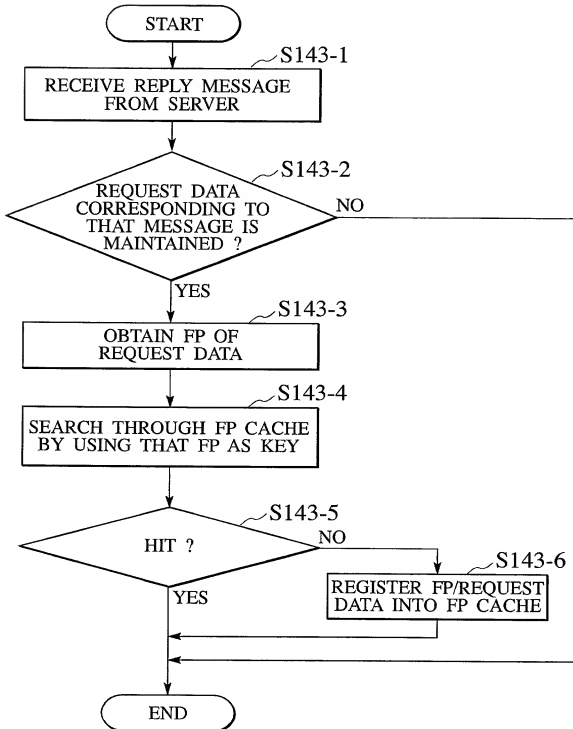 START
S143-1
RECEIVE REPLY MESSAGE
FROM SERVER
S143-2
REQUEST DATA
CORRESPONDING TO
THAT MESSAGE IS
MAINTAINED ?
NO
YES
S143-3
OBTAIN FP OF
REQUEST DATA
S143-4
SEARCH THROUGH FP CACHE
BY USING THAT FP AS KEY
S143-5
HIT ?
NO
YES
S143-6
REGISTER FP/REQUEST
DATA INTO FP CACHE
END